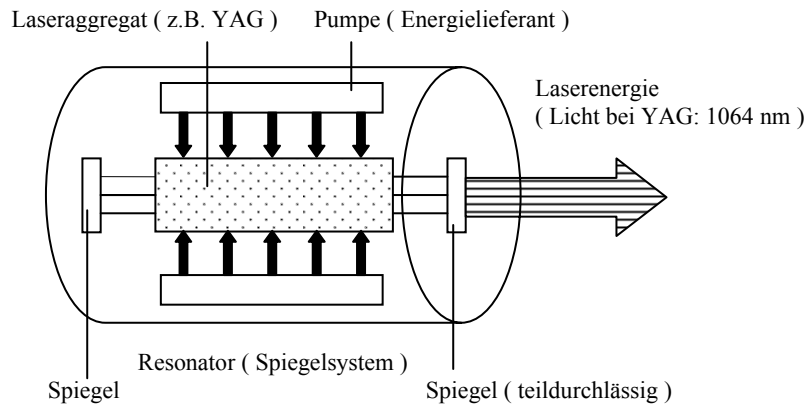 Laseraggregat ( z.B. YAG )
Pumpe ( Energielieferant )
Laserenergie
( Licht bei YAG: 1064 nm )
Resonator ( Spiegelsystem )
Spiegel
Spiegel ( teildurchlässig )